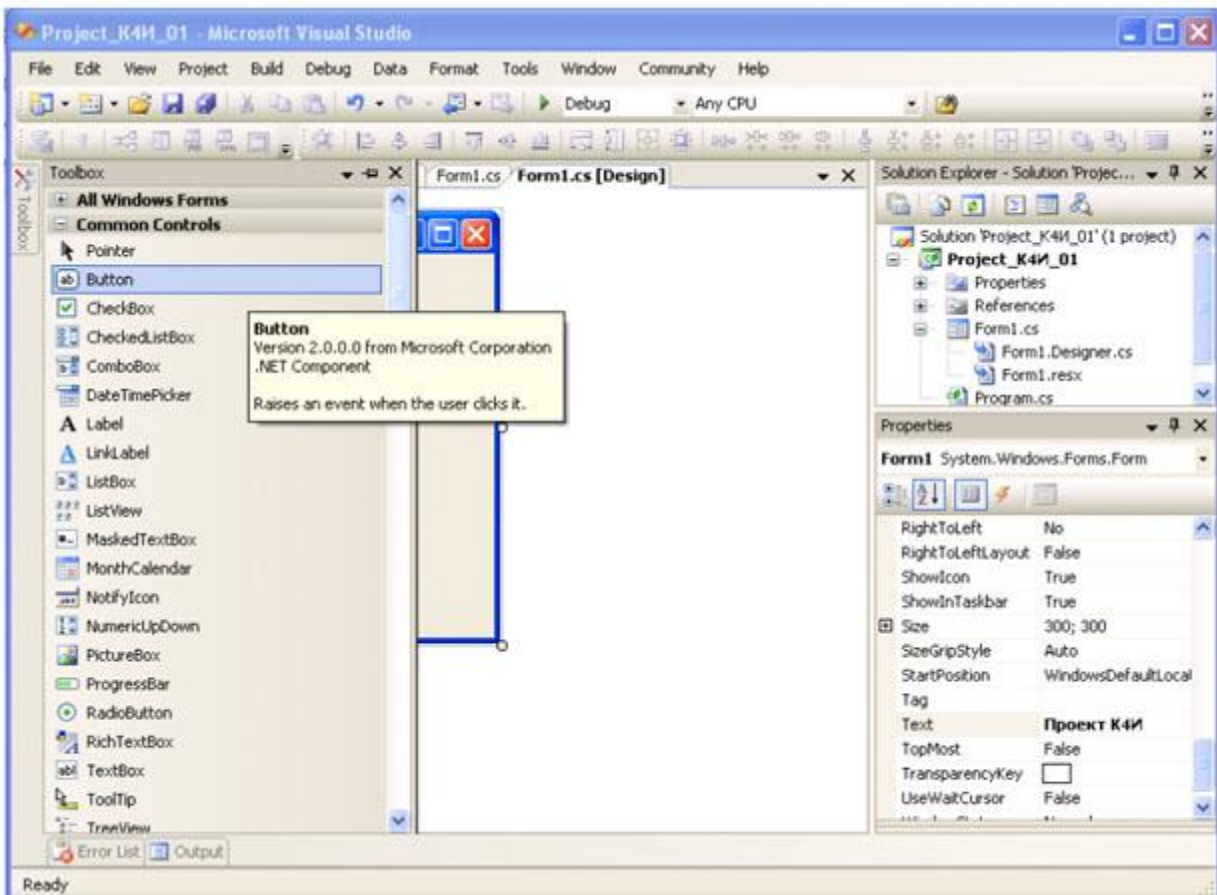 Project_К4И_01 - Microsoft Visual Studio
File Edit View Project Build Debug Data Format Tools Window Community Help
Debug Any CPU
Toolbox
Toolbox
All Windows Forms
Common Controls
Pointer
Button
CheckBox
CheckedListBox
ComboBox
DateTimePicker
Label
LinkLabel
ListBox
ListView
MaskedTextBox
MonthCalendar
NotifyIcon
NumericUpDown
PictureBox
ProgressBar
RadioButton
RichTextBox
TextBox
ToolTip
TreeView
Button
Version 2.0.0.0 from Microsoft Corporation
.NET Component
Raises an event when the user clicks it.
Form1.cs Form1.cs [Design]
Solution Explorer - Solution 'Projec...
Solution 'Project_К4И_01' (1 project)
Project_К4И_01
Properties
References
Form1.cs
Form1.Designer.cs
Form1.resx
Program.cs
Properties
Form1 System.Windows.Forms.Form
RightToLeft No
RightToLeftLayout False
ShowIcon True
ShowInTaskbar True
Size 300; 300
SizeGripStyle Auto
StartPosition WindowsDefaultLocat
Tag
Text Проект К4И
TopMost False
TransparencyKey
UseWaitCursor False
Error List Output
Ready